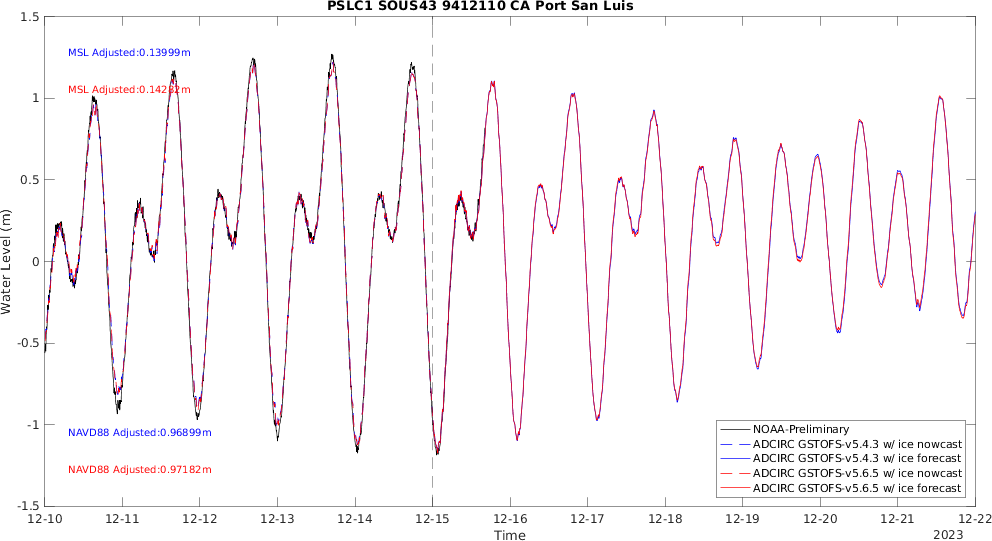 PSLC1 SOUS43 9412110 CA Port San Luis
1.5
MSL Adjusted:0.13999m
1
MSL Adjusted:0.14282m
0.5
Water Level (m)
0
-0.5
NAVD88 Adjusted:0.96899m
-1
NAVD88 Adjusted:0.97182m
NOAA-Preliminary
ADCIRC GSTOFS-v5.4.3 w/ ice nowcast
ADCIRC GSTOFS-v5.4.3 w/ ice forecast
ADCIRC GSTOFS-v5.6.5 w/ ice nowcast
ADCIRC GSTOFS-v5.6.5 w/ ice forecast
-1.5
12-10 12-11 12-12 12-13 12-14 12-15 12-16 12-17 12-18 12-19 12-20 12-21 12-22
Time
2023